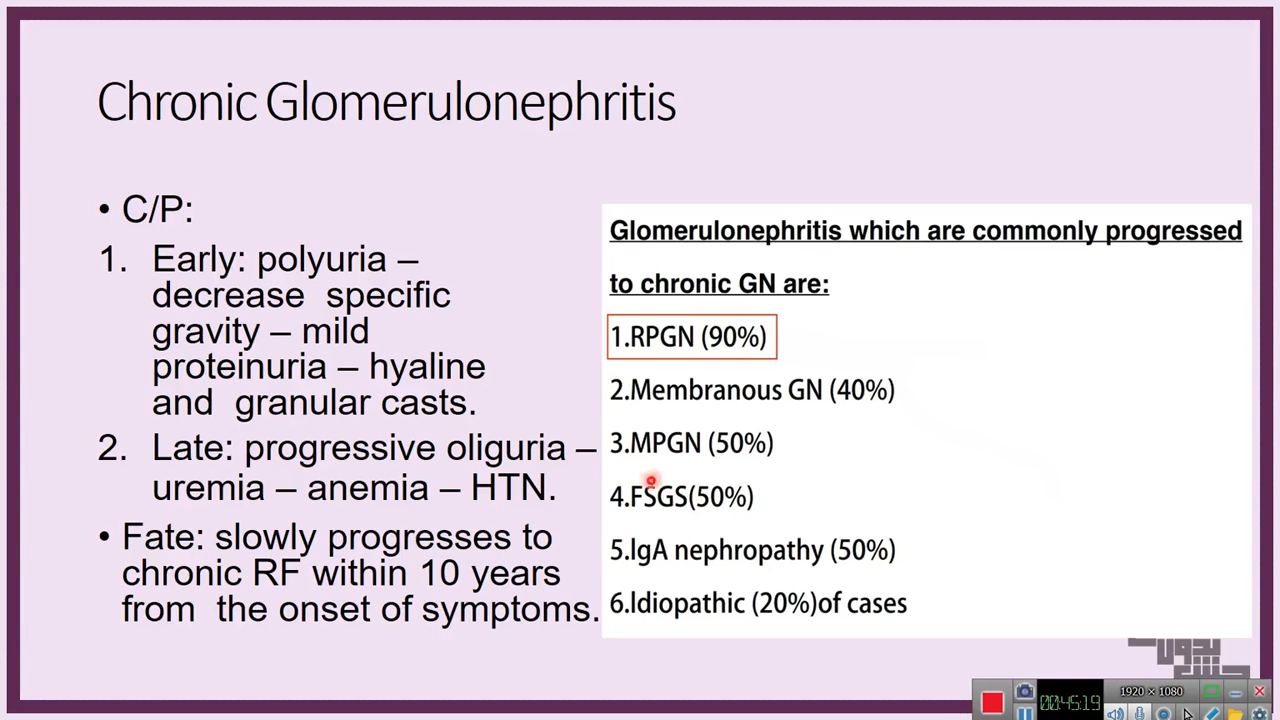 Chronic Glomerulonephritis
• C/P:
1. Early: polyuria –
decrease specific
gravity – mild
proteinuria – hyaline
and granular casts.
2. Late: progressive oliguria –
uremia – anemia – HTN.
• Fate: slowly progresses to
chronic RF within 10 years
from the onset of symptoms.
Glomerulonephritis which are commonly progressed
to chronic GN are:
1.RPGN (90%)
2.Membranous GN (40%)
3.MPGN (50%)
4.FSGS(50%)
5.IgA nephropathy (50%)
6.Idiopathic (20%)of cases
1920 × 1080
00:45:19